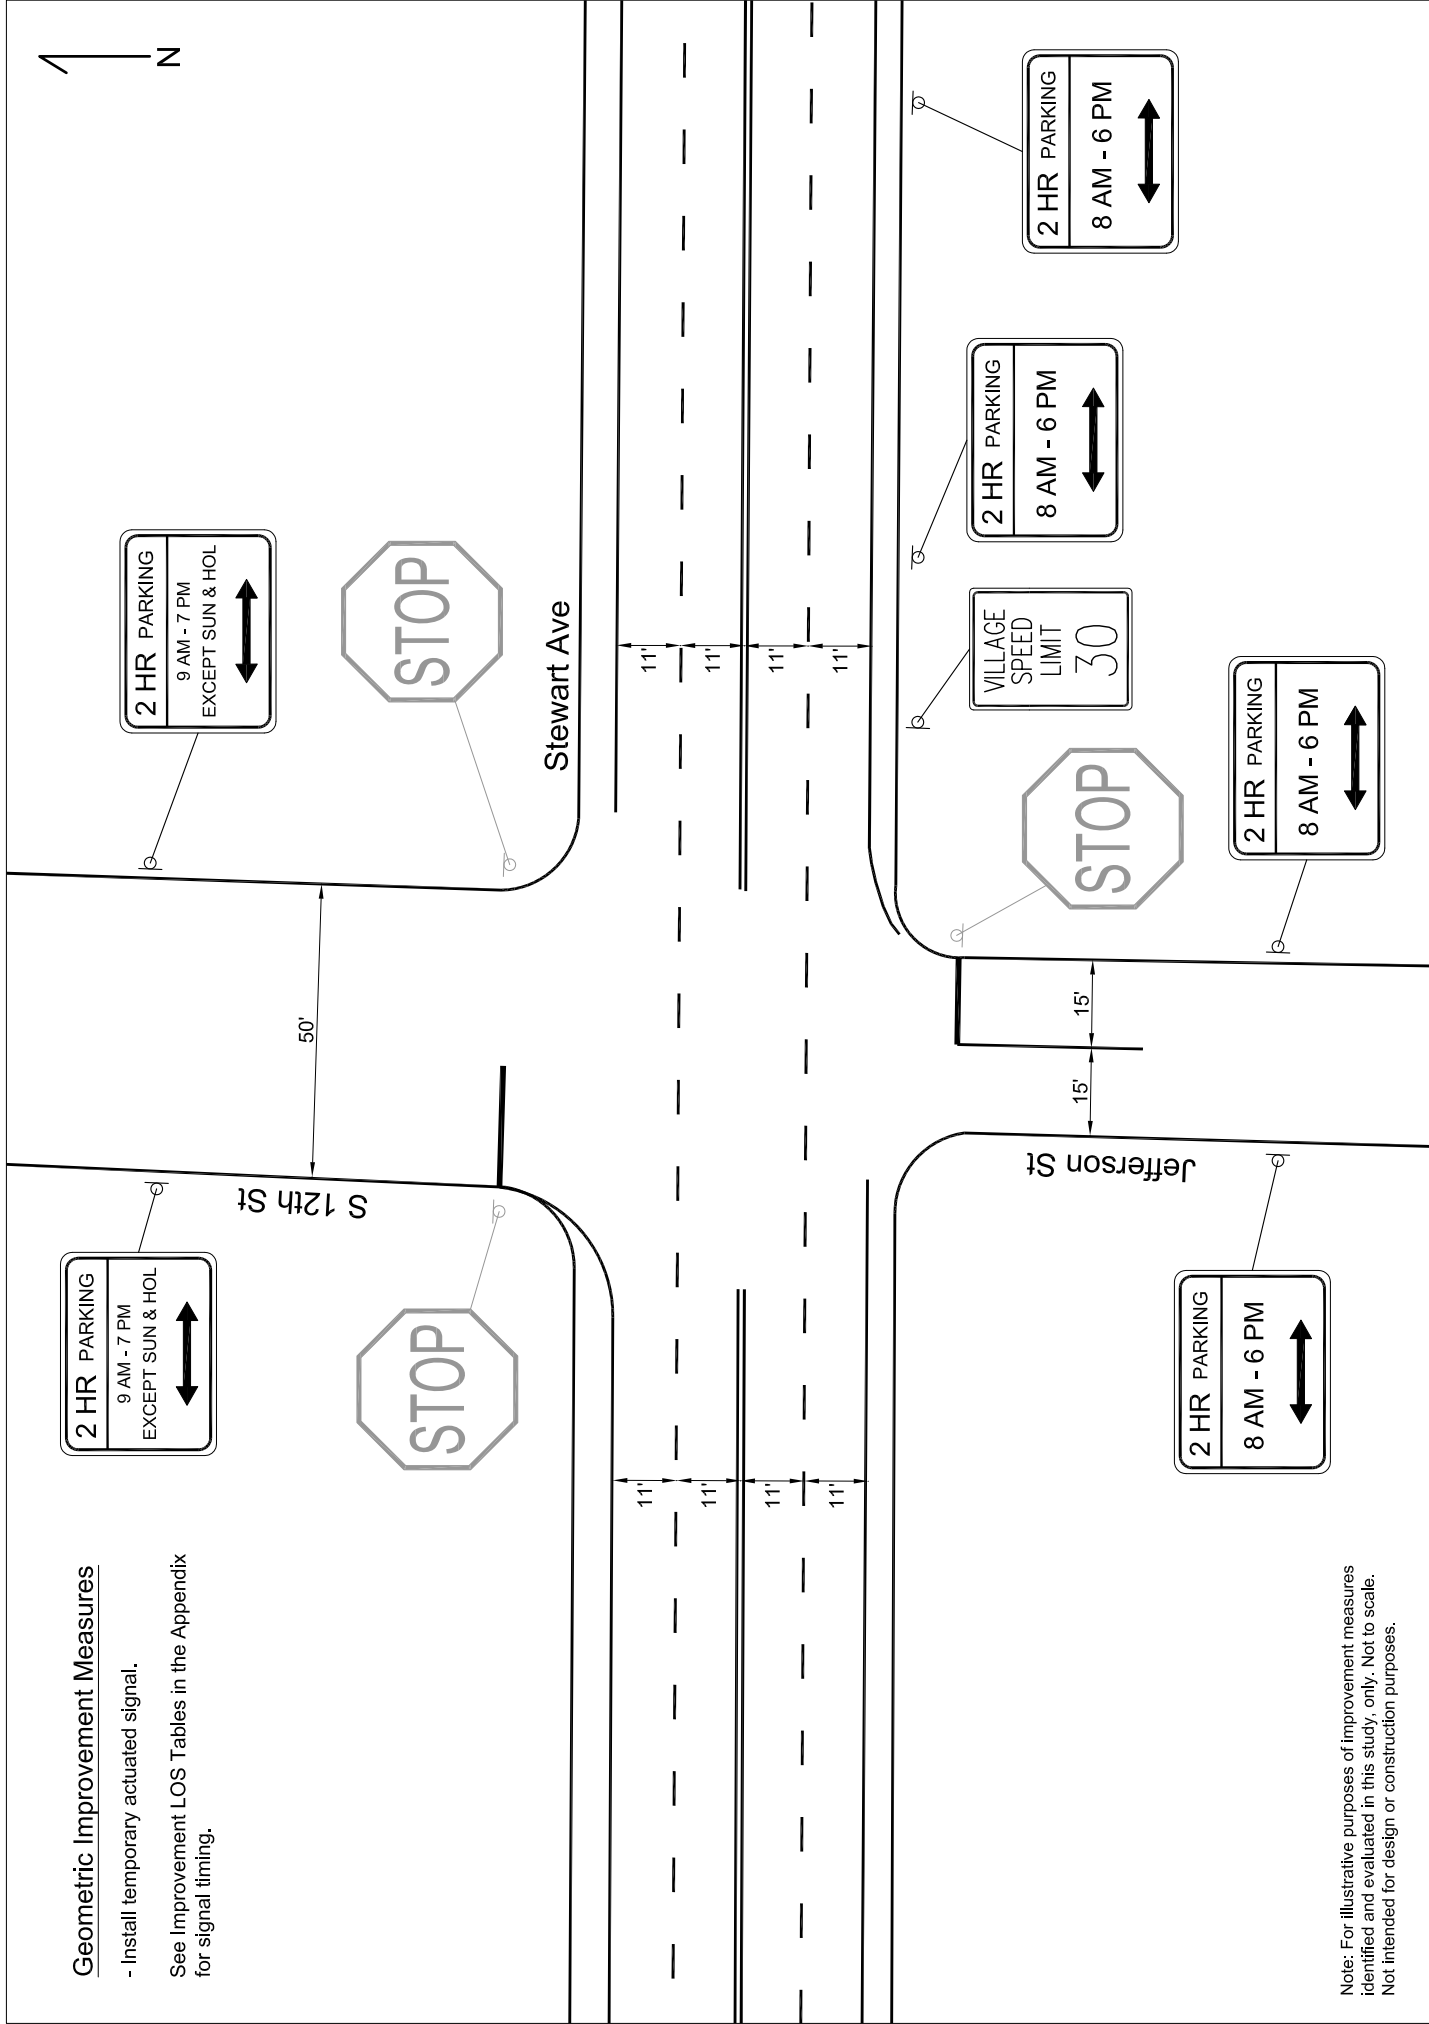 Geometric Improvement Measures
- Install temporary actuated signal.
See Improvement LOS Tables in the Appendix
for signal timing.
2 HR PARKING
9 AM - 7 PM
EXCEPT SUN & HOL
2 HR PARKING
9 AM - 7 PM
EXCEPT SUN & HOL
N
S 12th St
50'
STOP
STOP
Stewart Ave
11'
11'
11'
11'
11'
11'
11'
11'
VILLAGE
SPEED
LIMIT
30
2 HR PARKING
8 AM - 6 PM
2 HR PARKING
8 AM - 6 PM
STOP
Jefferson St
15'
15'
2 HR PARKING
8 AM - 6 PM
2 HR PARKING
8 AM - 6 PM
Note: For illustrative purposes of improvement measures
identified and evaluated in this study, only. Not to scale.
Not intended for design or construction purposes.